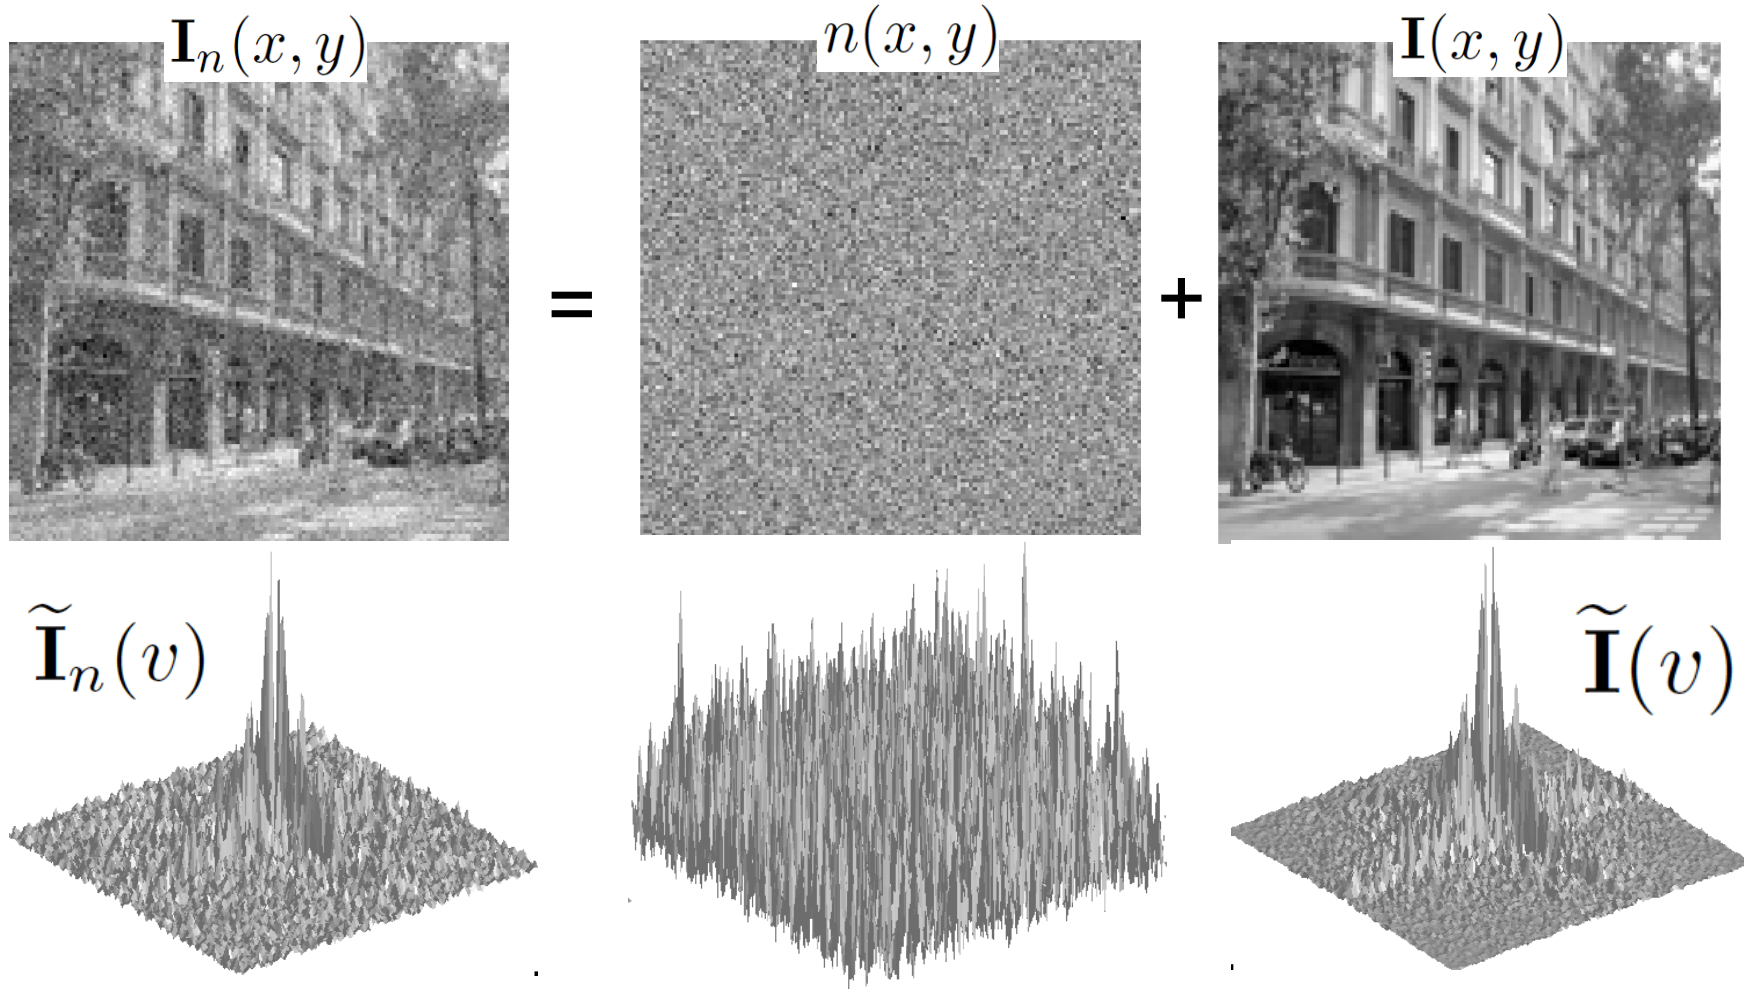 𝐈ₙ(x, y) = n(x, y) + 𝐈(x, y)
𝐈̃ₙ(v) 𝐈̃(v)